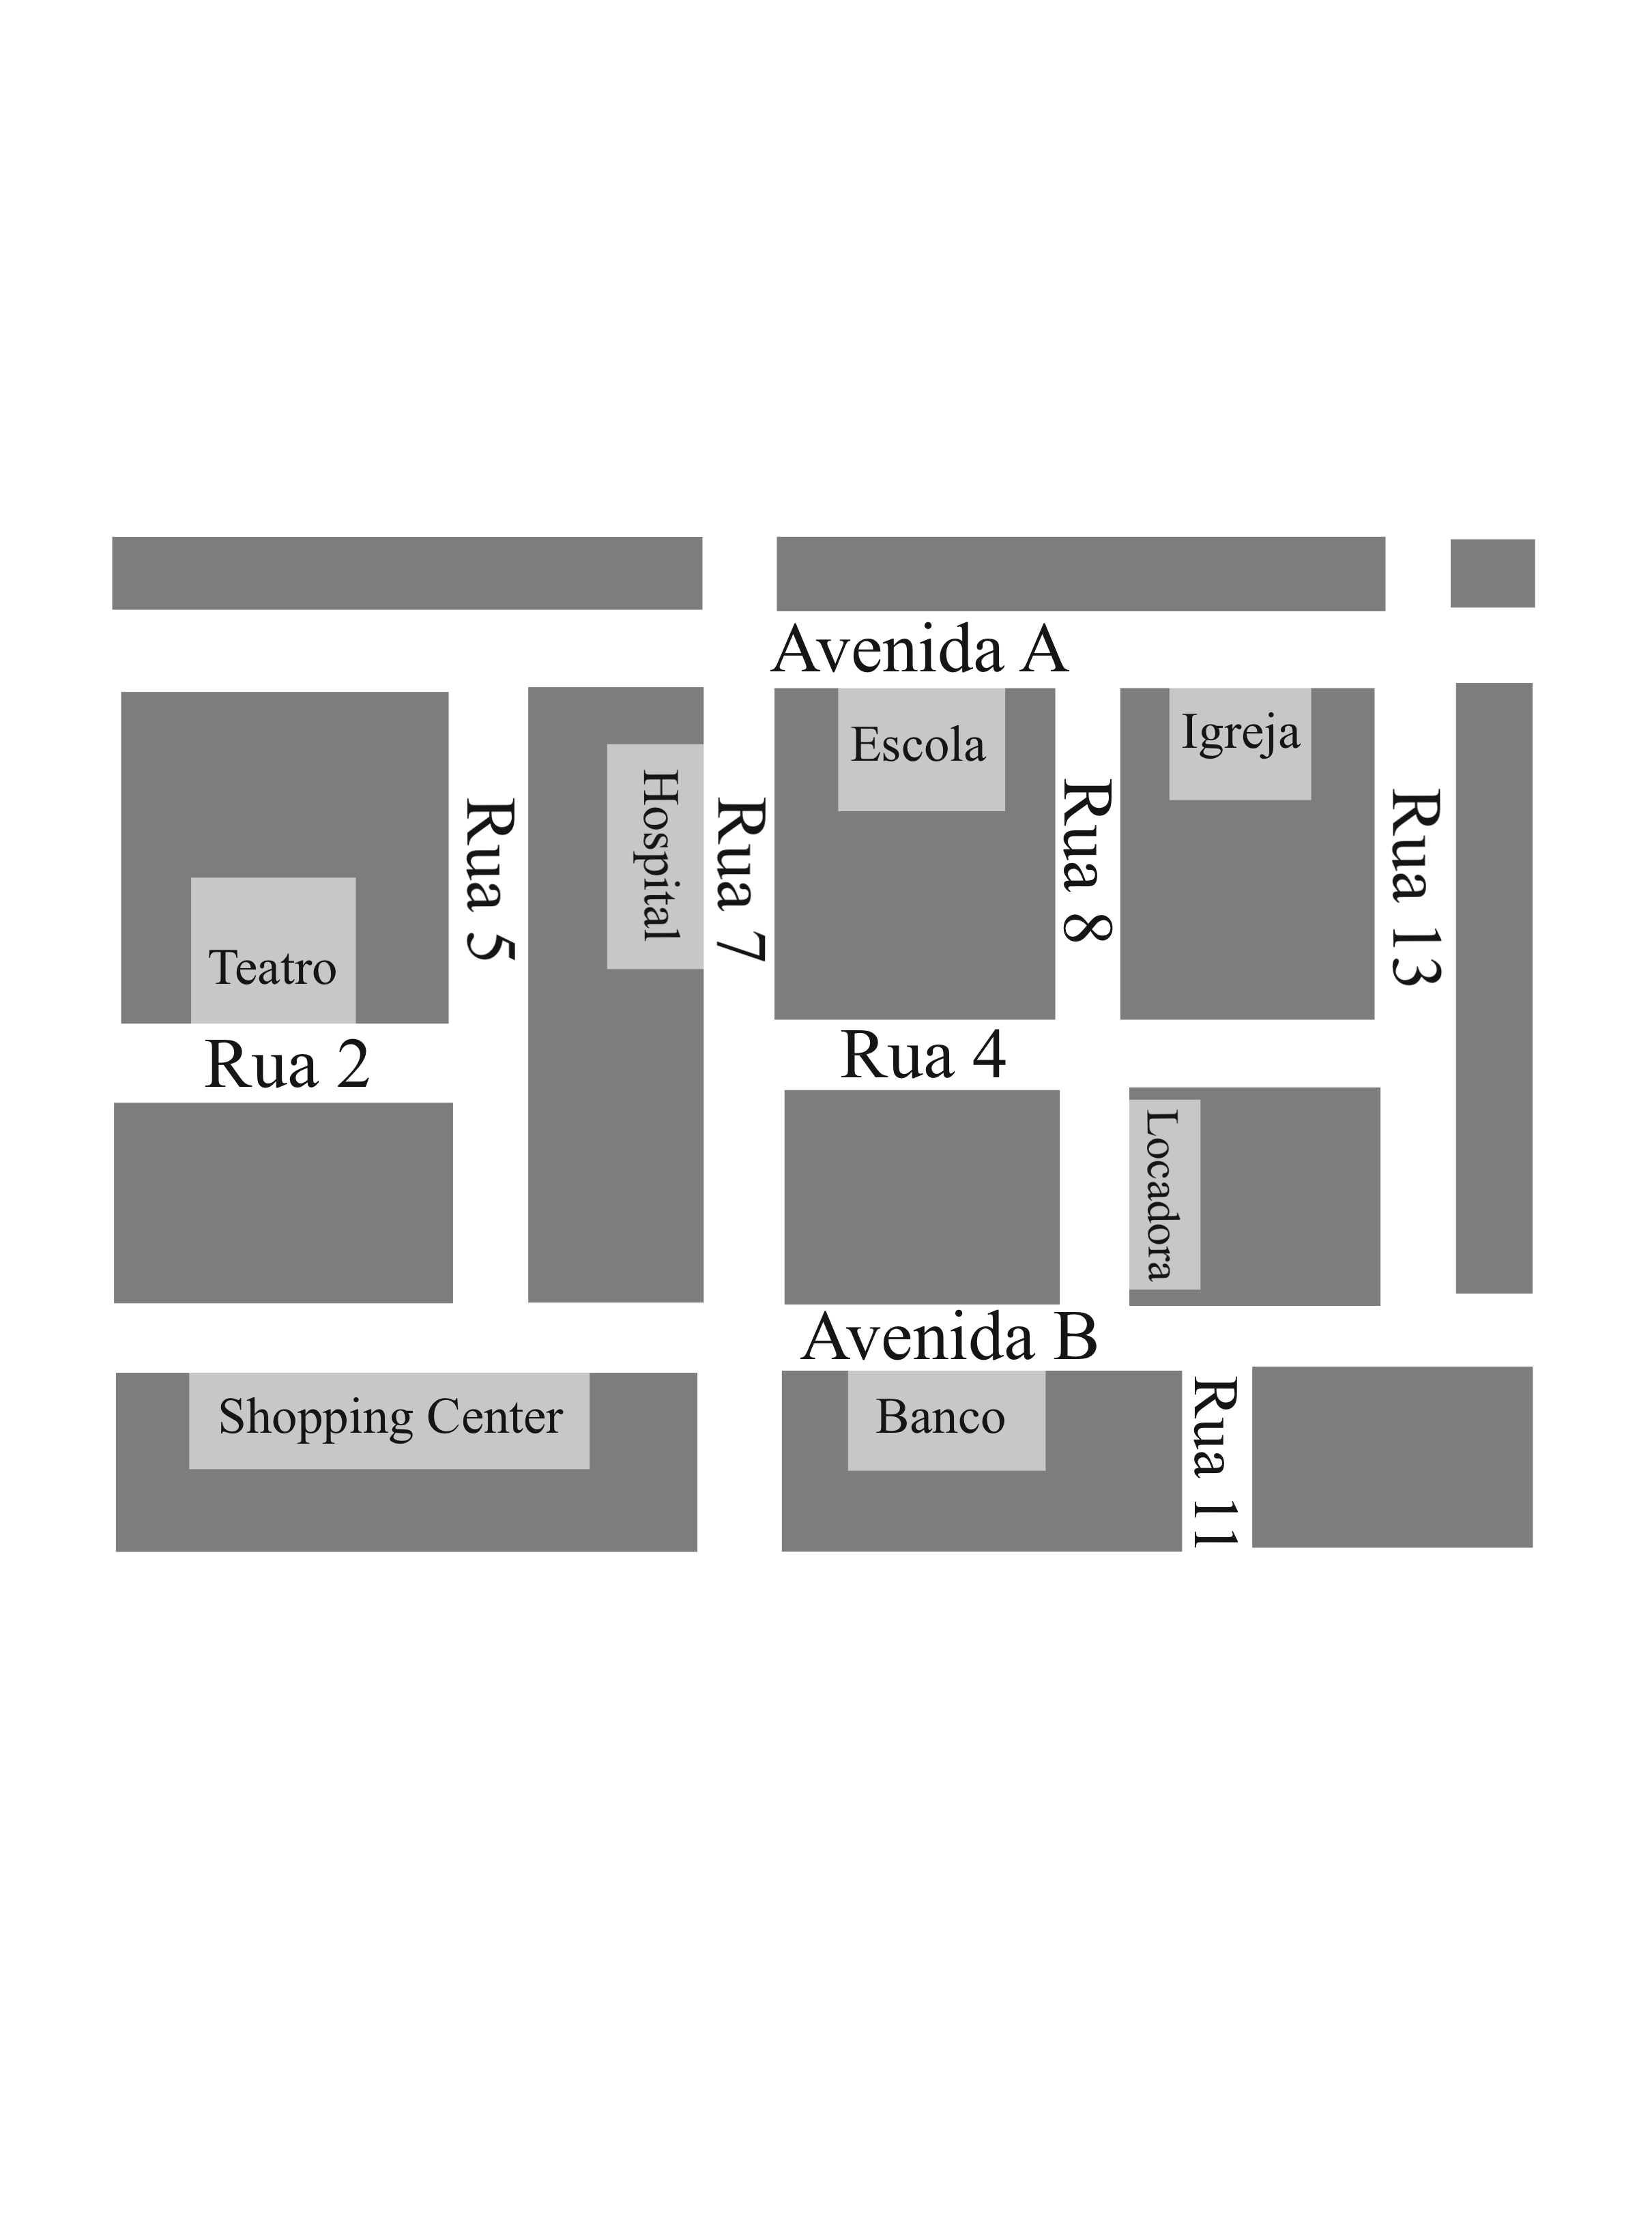 Avenida A
Escola
Igreja
Hospital
Rua 5
Rua 7
Rua 8
Rua 13
Teatro
Rua 2
Rua 4
Locadora
Avenida B
Shopping Center
Banco
Rua 11